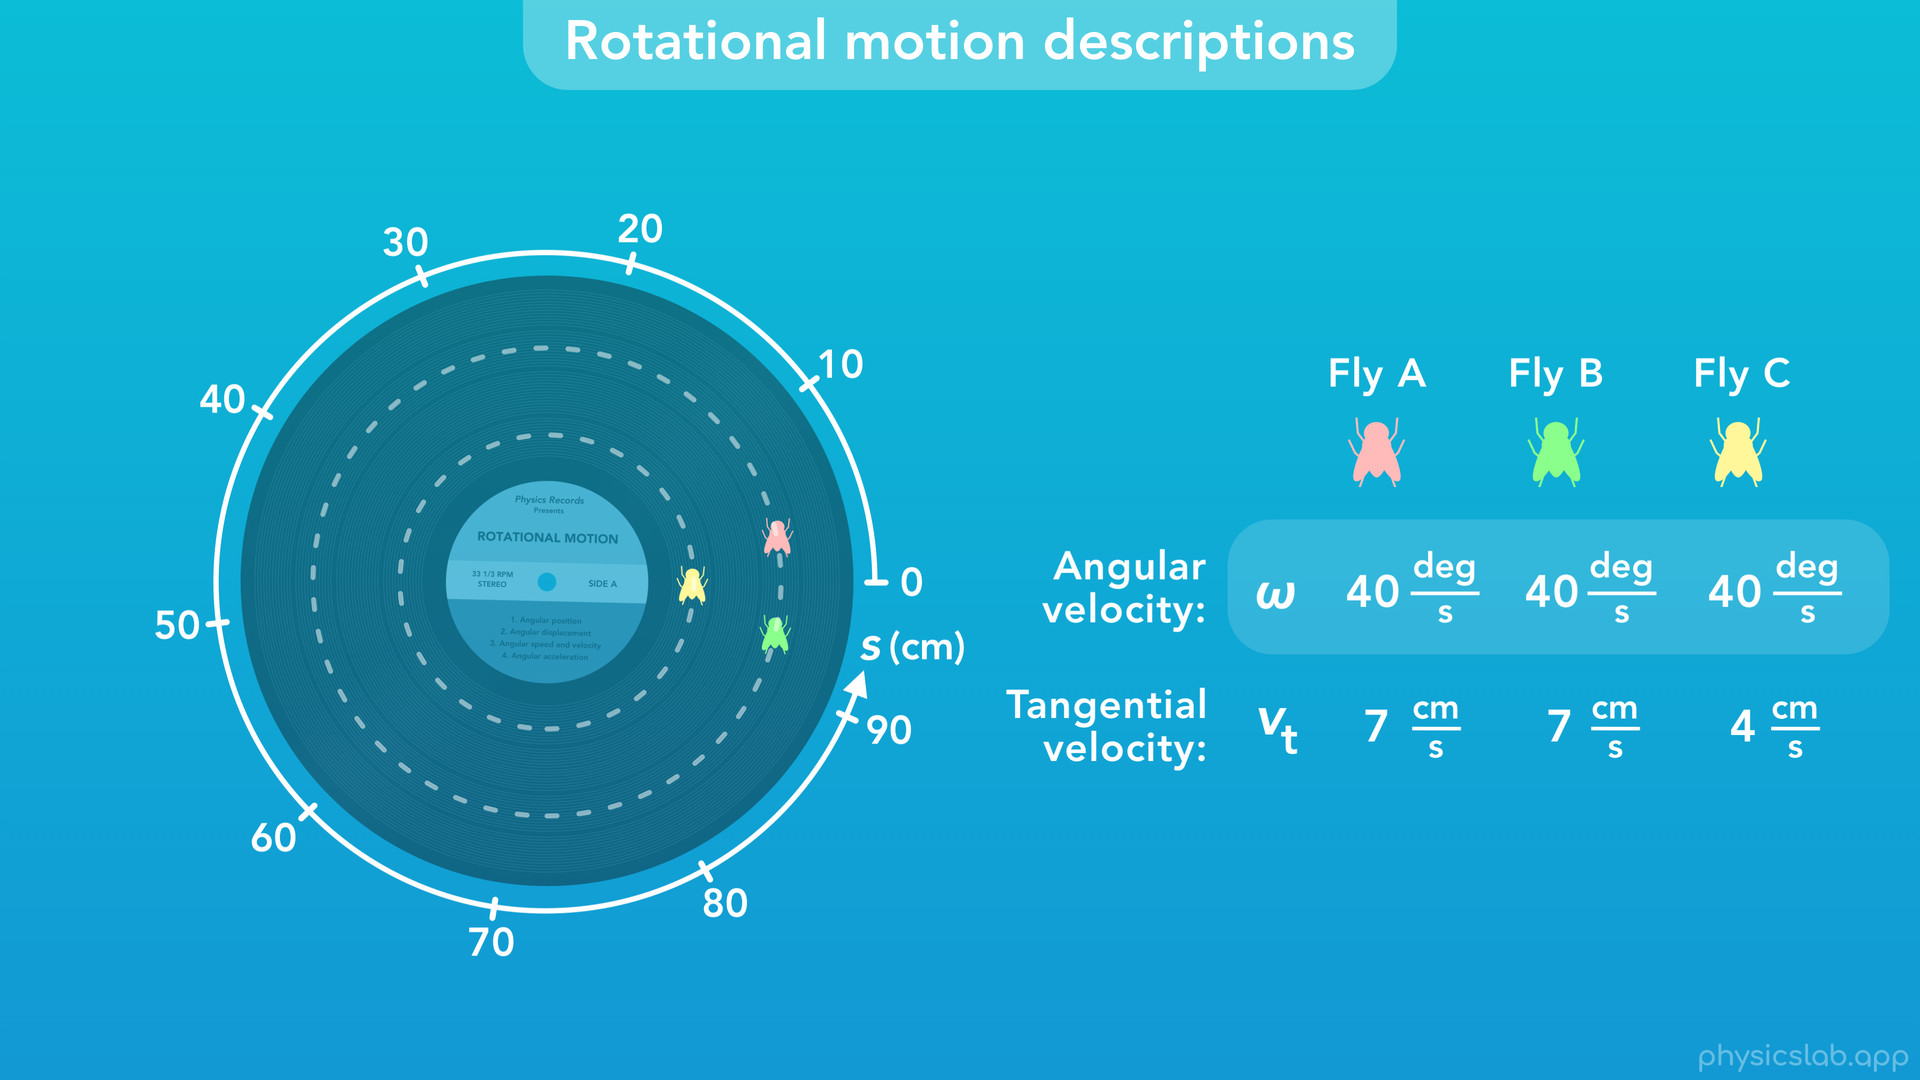 Rotational motion descriptions
20
30
10
40
0
50
s (cm)
90
60
80
70
Physics Records
Presents
ROTATIONAL MOTION
33 1/3 RPM
STEREO
SIDE A
1. Angular position
2. Angular displacement
3. Angular speed and velocity
4. Angular acceleration
Fly A Fly B Fly C
Angular velocity: ω 40 deg/s 40 deg/s 40 deg/s
Tangential velocity: vt 7 cm/s 7 cm/s 4 cm/s
physicslab.app